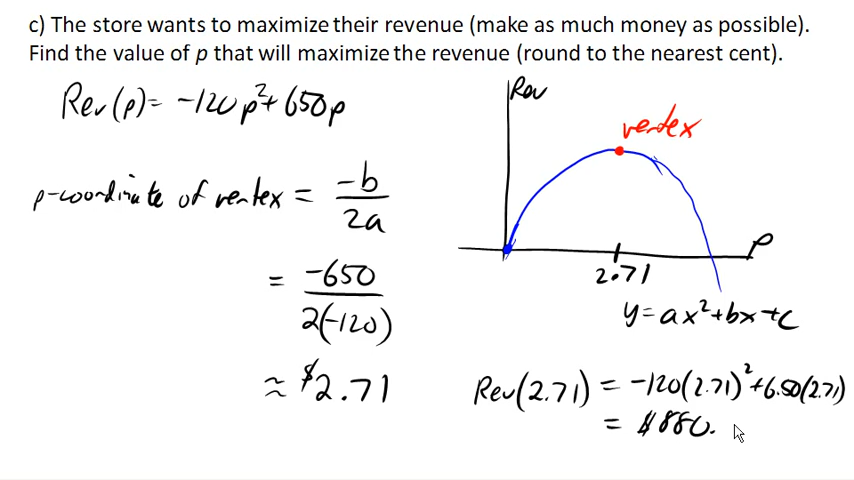 c) The store wants to maximize their revenue (make as much money as possible).
Find the value of p that will maximize the revenue (round to the nearest cent).
Rev(p)= -120p²+650p
p-coordinate of vertex = -b/2a
= -650/2(-120)
≈ $2.71
Rev
vertex
P
2.71
y=ax²+bx+c
Rev(2.71) = -120(2.71)²+6.50(2.71)
= $880.